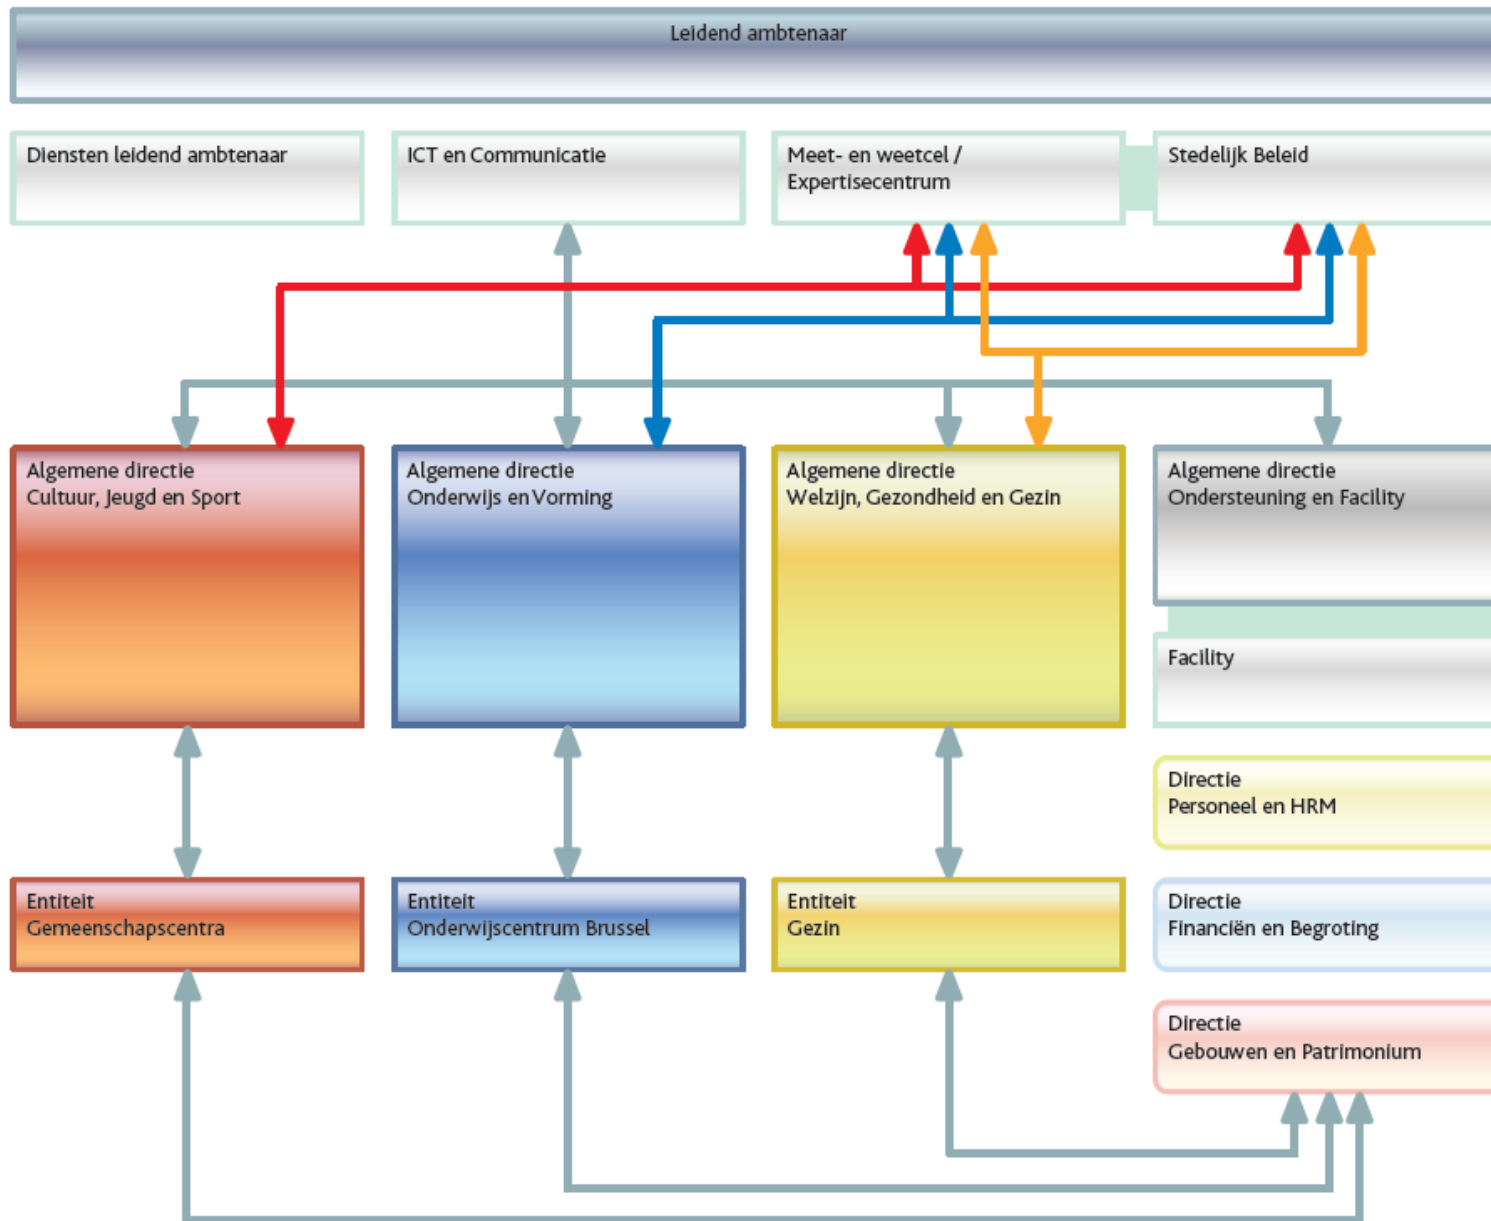 Leidend ambtenaar
Diensten leidend ambtenaar
ICT en Communicatie
Meet- en weetcel /
Expertisecentrum
Stedelijk Beleid
Algemene directie
Cultuur, Jeugd en Sport
Algemene directie
Onderwijs en Vorming
Algemene directie
Welzijn, Gezondheid en Gezin
Algemene directie
Ondersteuning en Facility
Facility
Directie
Personeel en HRM
Entiteit
Gemeenschapscentra
Entiteit
Onderwijscentrum Brussel
Entiteit
Gezin
Directie
Financiën en Begroting
Directie
Gebouwen en Patrimonium